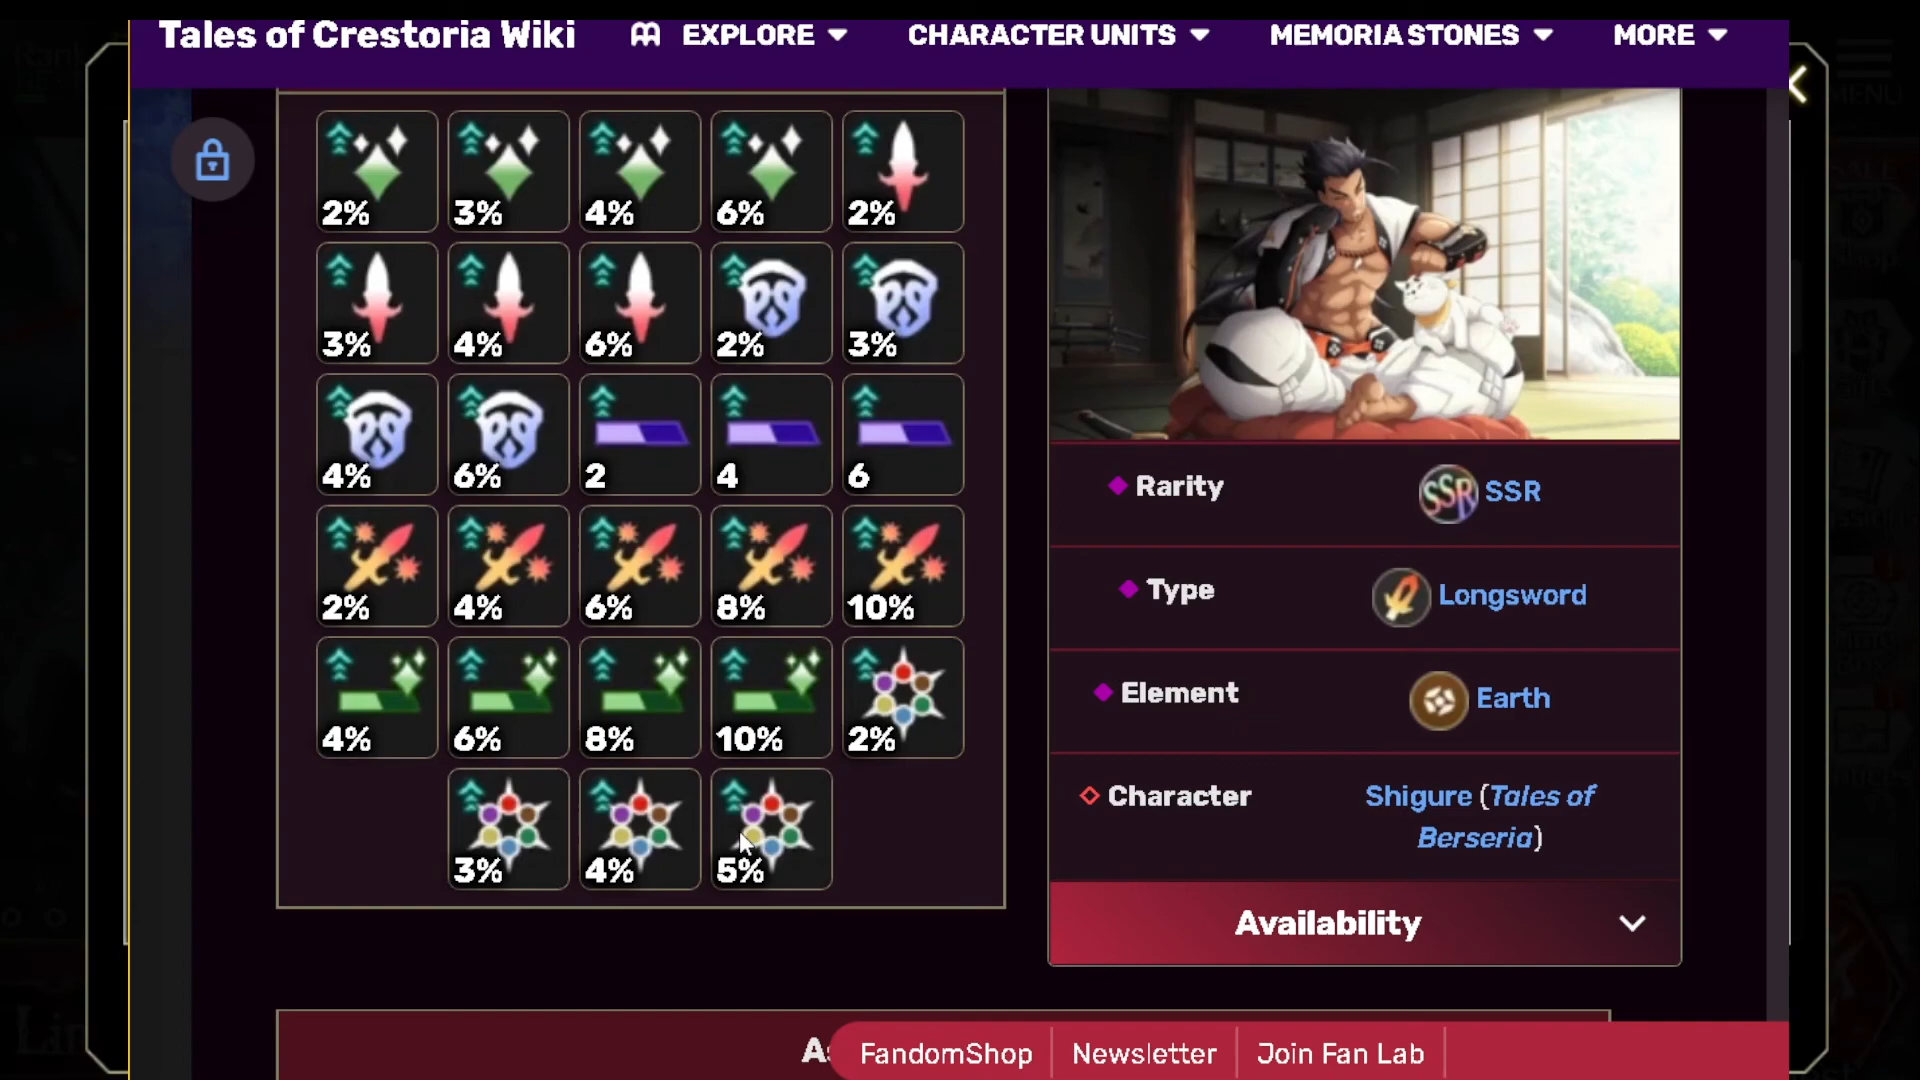 Tales of Crestoria Wiki EXPLORE CHARACTER UNITS MEMORIA STONES MORE
2% 3% 4% 6% 2%
3% 4% 6% 2% 3%
4% 6% 2 4 6
2% 4% 6% 8% 10%
4% 6% 8% 10% 2%
3% 4% 5%
Rarity SSR SSR
Type Longsword
Element Earth
Character Shigure (Tales of
Berseria)
Availability
FandomShop Newsletter Join Fan Lab